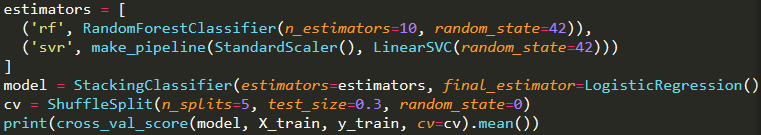 estimators = [
  ('rf', RandomForestClassifier(n_estimators=10, random_state=42)),
  ('svr', make_pipeline(StandardScaler(), LinearSVC(random_state=42)))
]
model = StackingClassifier(estimators=estimators, final_estimator=LogisticRegression()
cv = ShuffleSplit(n_splits=5, test_size=0.3, random_state=0)
print(cross_val_score(model, X_train, y_train, cv=cv).mean())